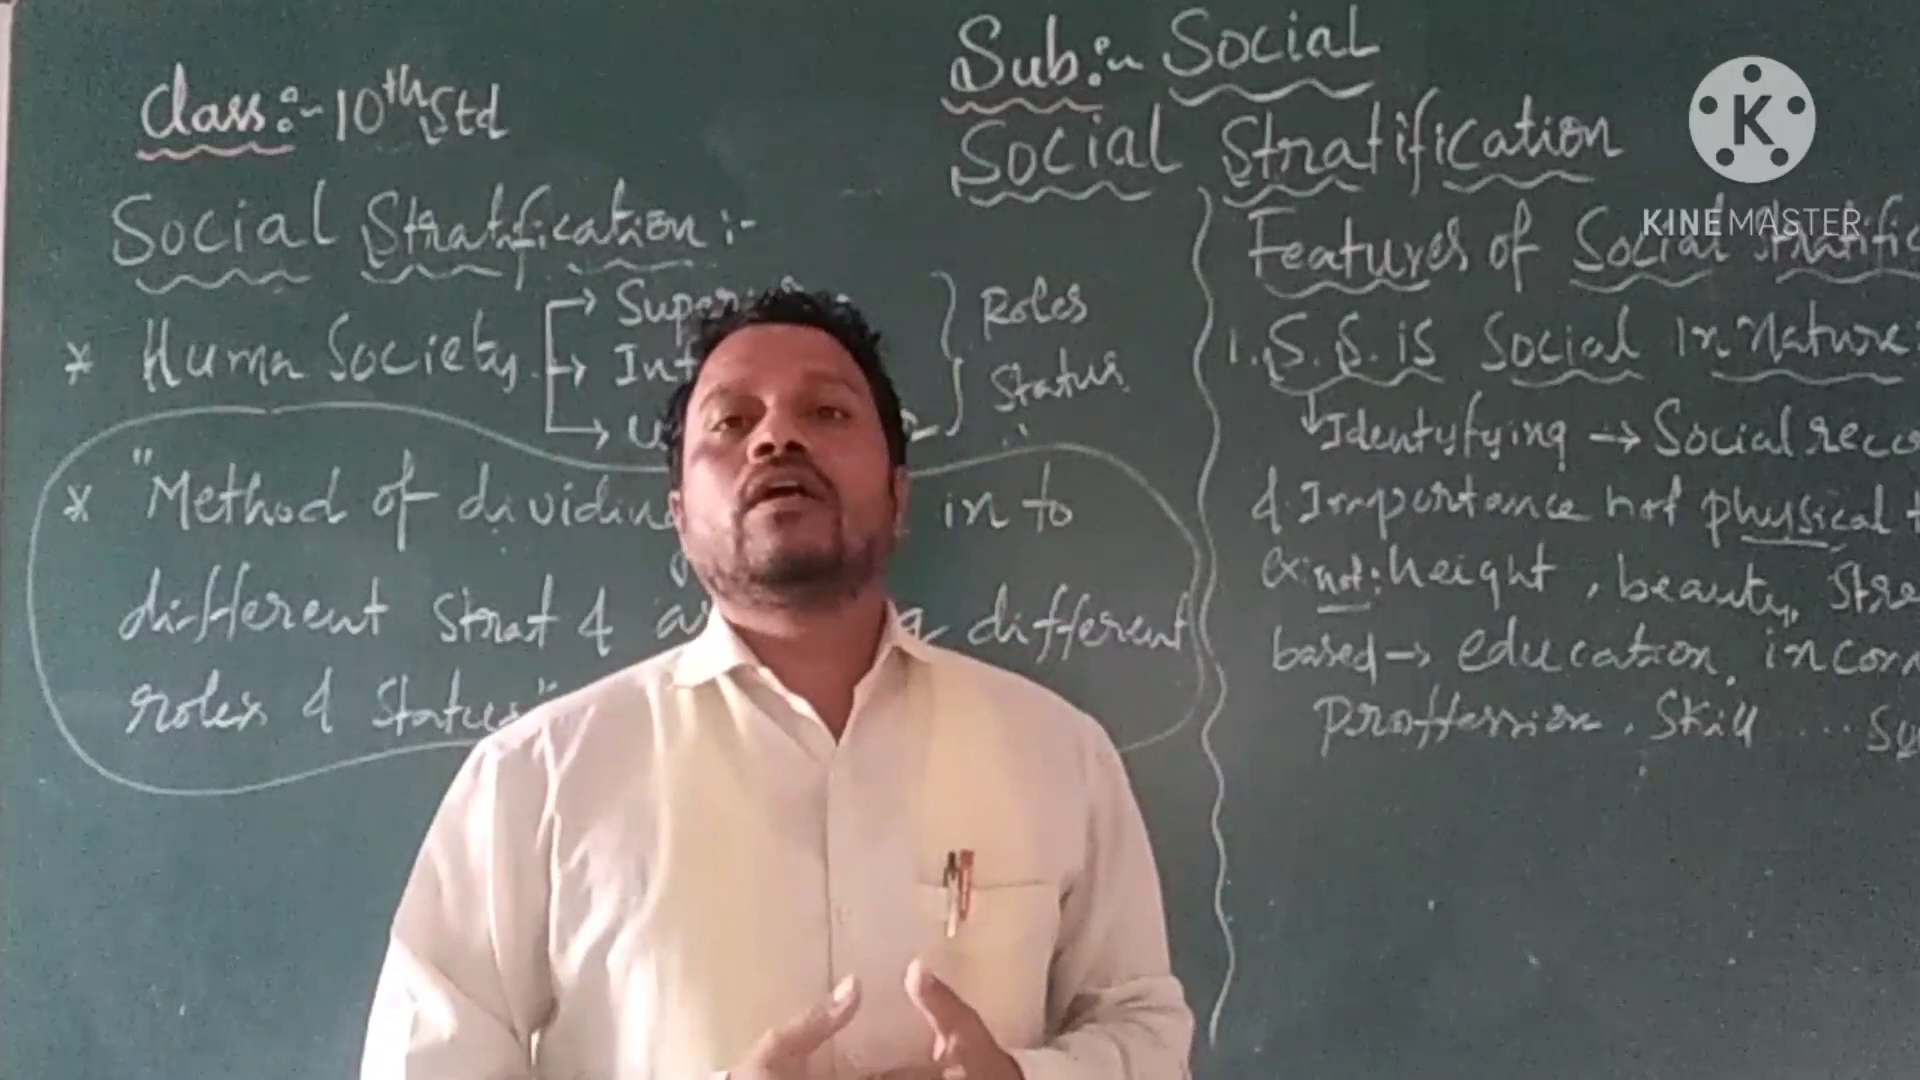 Class:- 10th Std
Sub:- Social
Social Stratification
K
KINEMASTER
Social Stratification :-
* Human Society.
Roles
Status
* "Method of dividing in to
different strat & different
roles & status"
Features of Social
1. S. S. is Social In Nature
Identyfying → Social
& Importance not physical
ex: not: height, beauty,
based → education,
Proffession, Skill ....